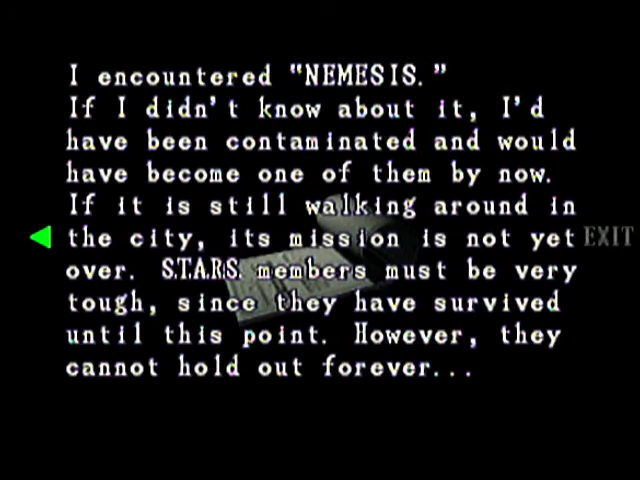 I encountered "NEMESIS."
If I didn't know about it, I'd
have been contaminated and would
have become one of them by now.
If it is still walking around in
the city, its mission is not yet
EXIT
over. S.T.A.R.S. members must be very
tough, since they have survived
until this point. However, they
cannot hold out forever...